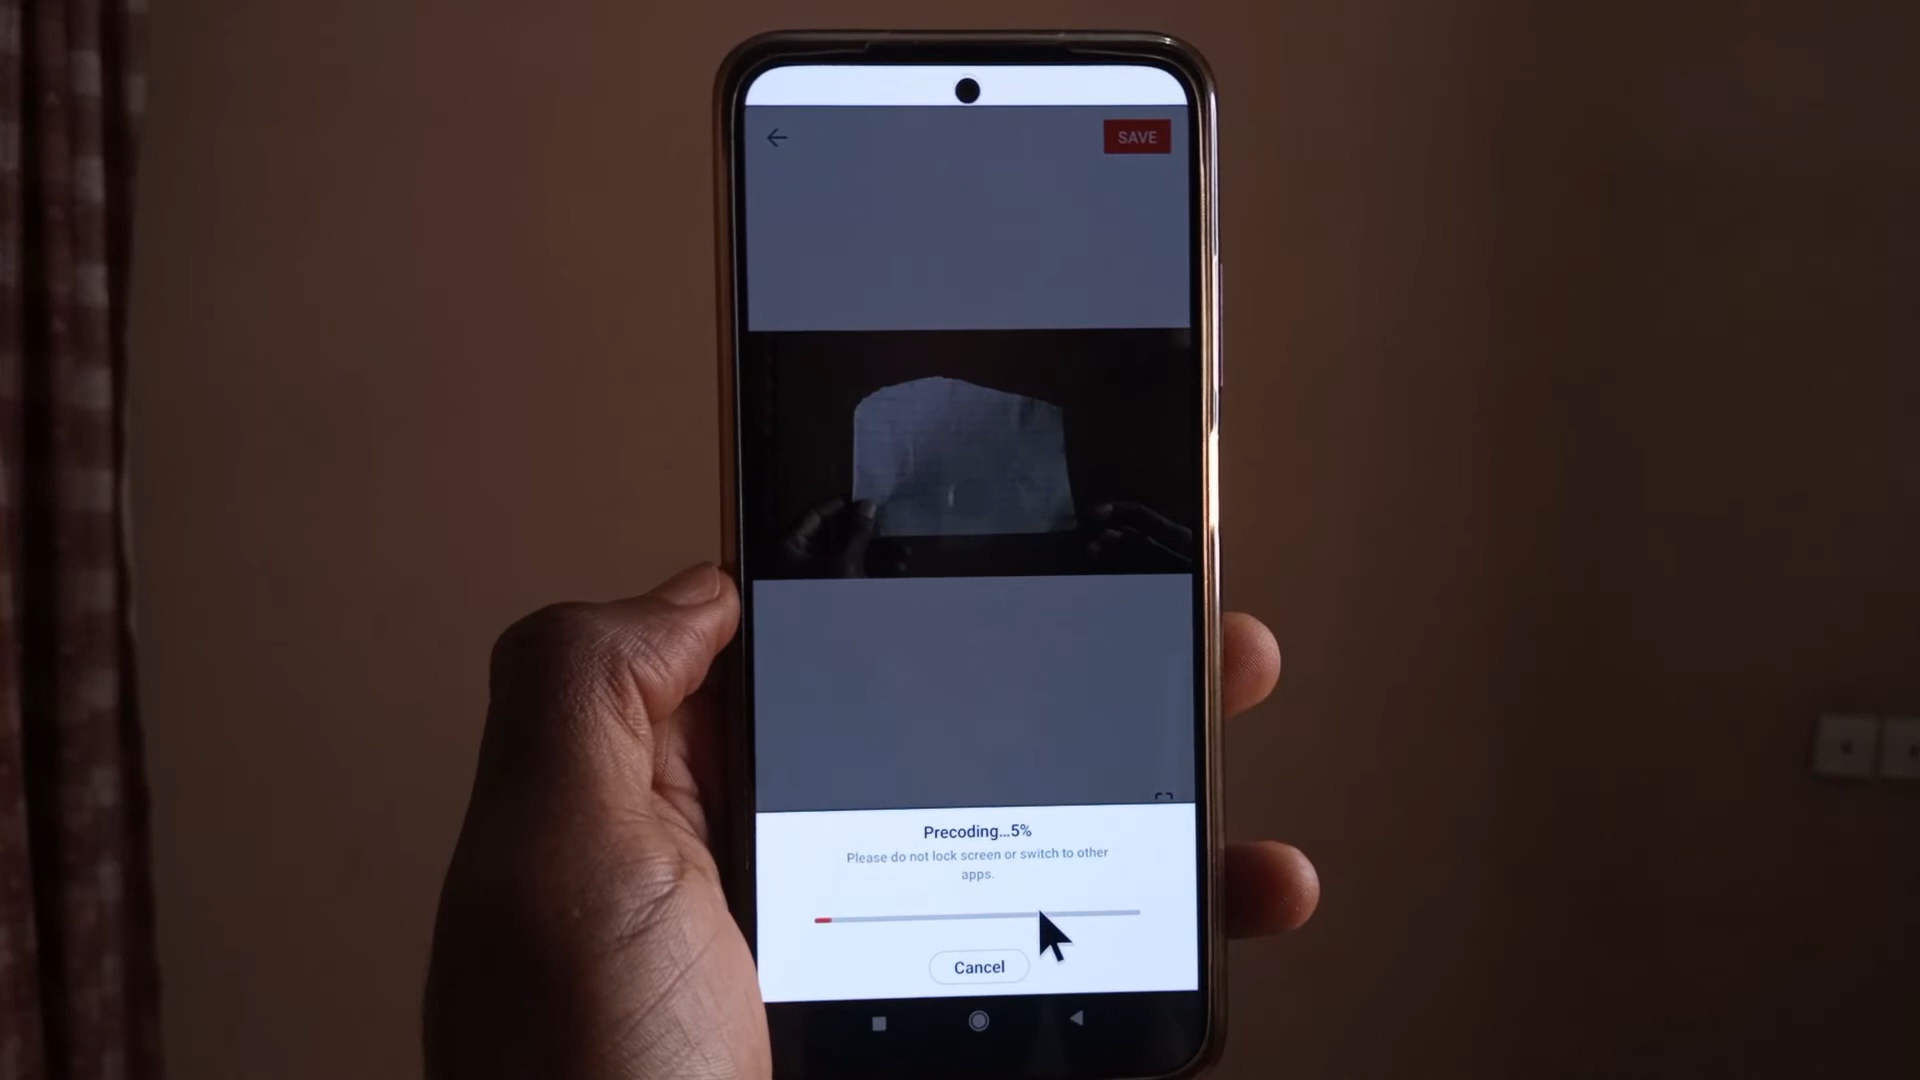 SAVE
Precoding...5%
Please do not lock screen or switch to other
apps.
Cancel